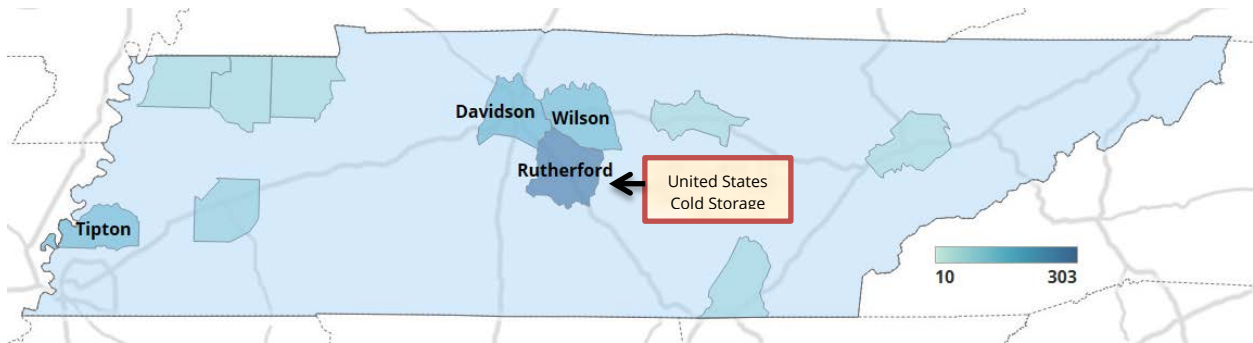 Davidson
Wilson
Rutherford
United States
Cold Storage
Tipton
10 303